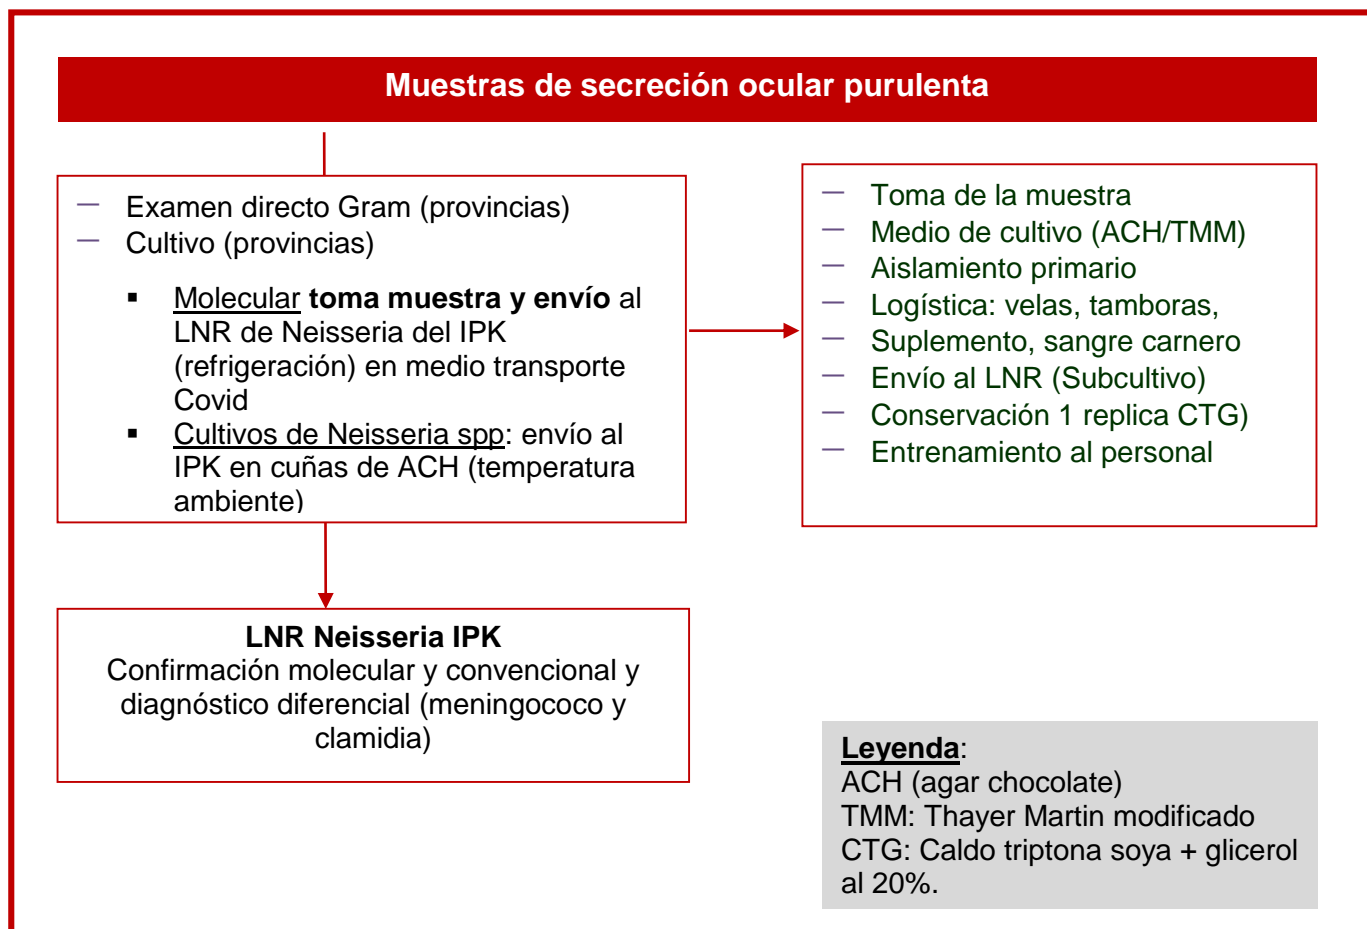 Muestras de secreción ocular purulenta
— Examen directo Gram (provincias)
— Cultivo (provincias)
▪ Molecular toma muestra y envío al
LNR de Neisseria del IPK
(refrigeración) en medio transporte
Covid
▪ Cultivos de Neisseria spp: envío al
IPK en cuñas de ACH (temperatura
ambiente)
— Toma de la muestra
— Medio de cultivo (ACH/TMM)
— Aislamiento primario
— Logística: velas, tamboras,
— Suplemento, sangre carnero
— Envío al LNR (Subcultivo)
— Conservación 1 replica CTG)
— Entrenamiento al personal
LNR Neisseria IPK
Confirmación molecular y convencional y
diagnóstico diferencial (meningococo y
clamidia)
Leyenda:
ACH (agar chocolate)
TMM: Thayer Martin modificado
CTG: Caldo triptona soya + glicerol
al 20%.